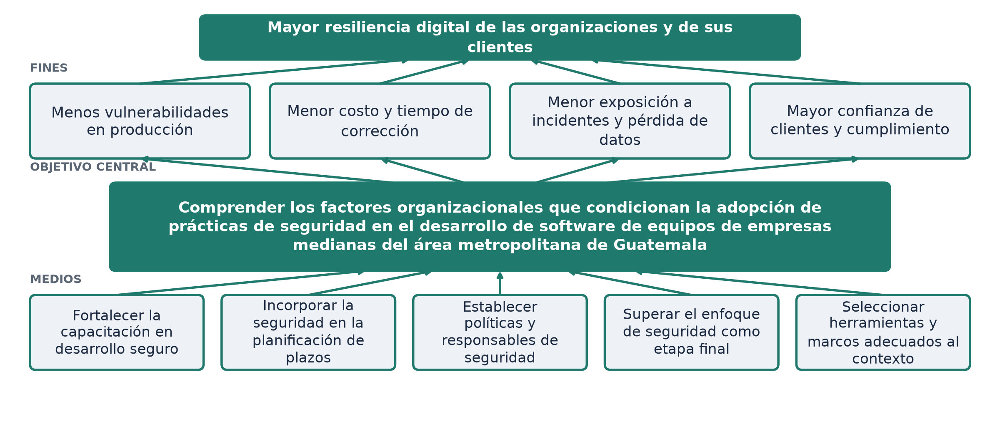 Mayor resiliencia digital de las organizaciones y de sus
clientes
FINES
Menos vulnerabilidades
en producción
Menor costo y tiempo de
corrección
Menor exposición a
incidentes y pérdida de
datos
Mayor confianza de
clientes y cumplimiento
OBJETIVO CENTRAL
Comprender los factores organizacionales que condicionan la adopción de
prácticas de seguridad en el desarrollo de software de equipos de empresas
medianas del área metropolitana de Guatemala
MEDIOS
Fortalecer la
capacitación en
desarrollo seguro
Incorporar la
seguridad en la
planificación de
plazos
Establecer
políticas y
responsables de
seguridad
Superar el enfoque
de seguridad como
etapa final
Seleccionar
herramientas y
marcos adecuados al
contexto